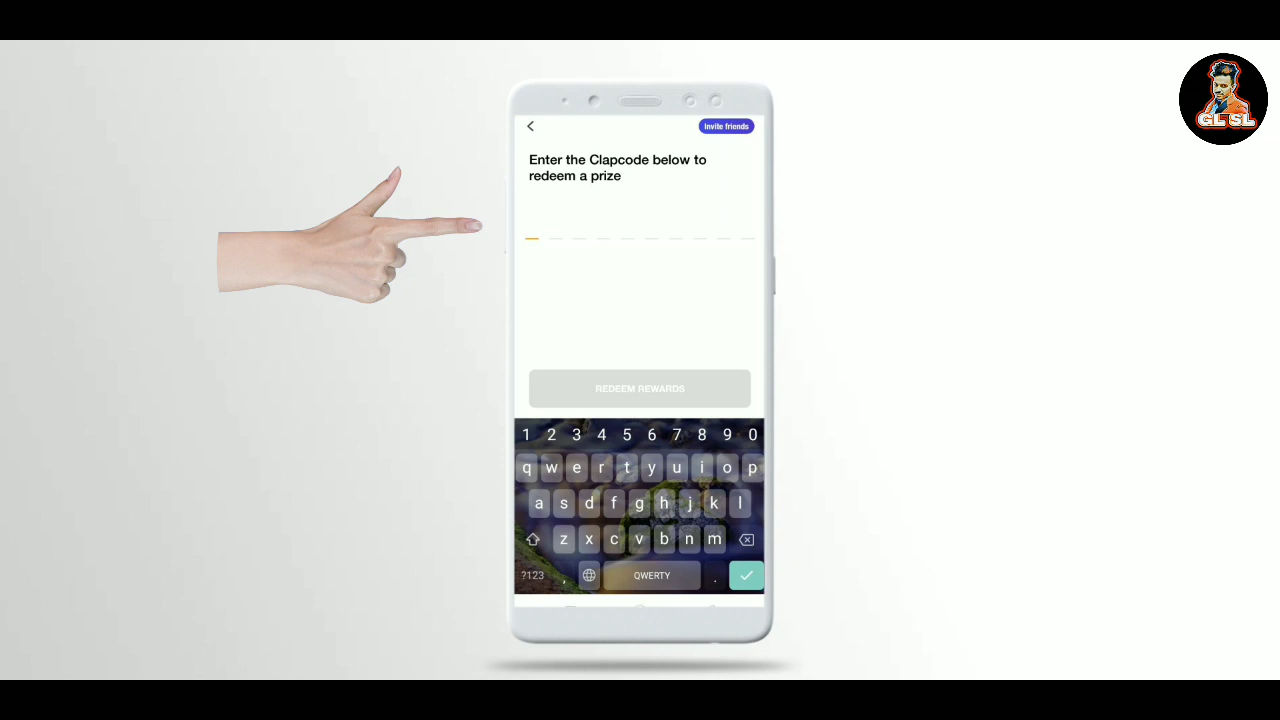 GL SL
Invite friends
Enter the Clapcode below to
redeem a prize
REDEEM REWARDS
1 2 3 4 5 6 7 8 9 0
q w e r t y u i o p
a s d f g h j k l
z x c v b n m
?123 , QWERTY .